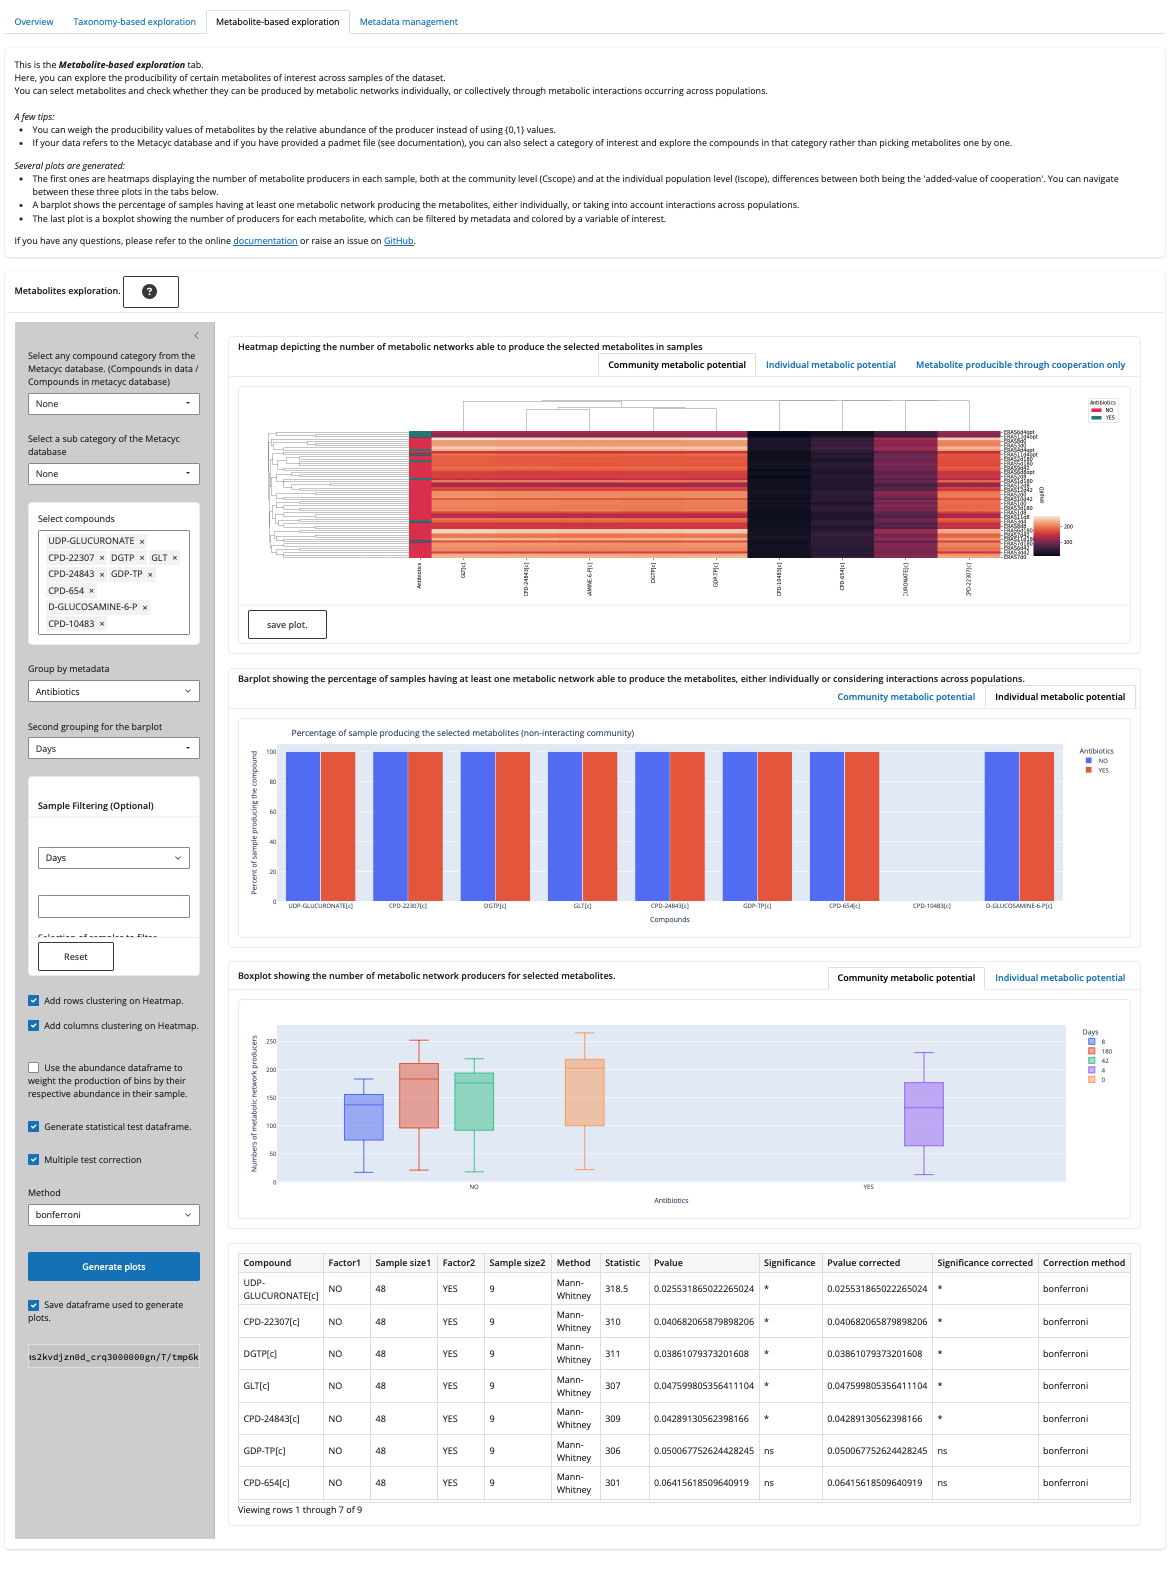 Overview Taxonomy-based exploration Metabolite-based exploration Metadata management
This is the Metabolite-based exploration tab.
Here, you can explore the producibility of certain metabolites of interest across samples of the dataset.
You can select metabolites and check whether they can be produced by metabolic networks individually, or collectively through metabolic interactions occurring across populations.
A few tips:
• You can weigh the producibility values of metabolites by the relative abundance of the producer instead of using {0,1} values.
• If your data refers to the Metacyc database and if you have provided a padmet file (see documentation), you can also select a category of interest and explore the compounds in that category rather than picking metabolites one by one.
Several plots are generated:
• The first ones are heatmaps displaying the number of metabolite producers in each sample, both at the community level (Cscope) and at the individual population level (Iscope), differences between both being the 'added-value of cooperation'. You can navigate
between these three plots in the tabs below.
• A barplot shows the percentage of samples having at least one metabolic network producing the metabolites, either individually, or taking into account interactions across populations.
• The last plot is a boxplot showing the number of producers for each metabolite, which can be filtered by metadata and colored by a variable of interest.
If you have any questions, please refer to the online documentation or raise an issue on GitHub.
Metabolites exploration. ?
Select any compound category from the
Metacyc database. (Compounds in data /
Compounds in metacyc database)
None
Select a sub category of the Metacyc
database
None
Select compounds
UDP-GLUCURONATE ×
CPD-22307 × DGTP × GLT ×
CPD-24843 × GDP-TP ×
CPD-654 ×
D-GLUCOSAMINE-6-P ×
CPD-10483 ×
Group by metadata
Antibiotics
Second grouping for the barplot
Days
Sample Filtering (Optional)
Days
Selection of samples to filter
Reset
Add rows clustering on Heatmap.
Add columns clustering on Heatmap.
Use the abundance dataframe to
weight the production of bins by their
respective abundance in their sample.
Generate statistical test dataframe.
Multiple test correction
Method
bonferroni
Generate plots
Save dataframe used to generate
plots.
ıs2kvdjzn0d_crq3000000gn/T/tmp6k
Heatmap depicting the number of metabolic networks able to produce the selected metabolites in samples
Community metabolic potential Individual metabolic potential Metabolite producible through cooperation only
Antibiotics
NO
YES
smplID
200
100
Antibiotics
GLT[c]
CPD-24843[c]
AMINE-6-P[c]
DGTP[c]
GDP-TP[c]
CPD-10483[c]
CPD-654[c]
CURONATE[c]
CPD-22307[c]
save plot.
Barplot showing the percentage of samples having at least one metabolic network able to produce the metabolites, either individually or considering interactions across populations.
Community metabolic potential Individual metabolic potential
Percentage of sample producing the selected metabolites (non-interacting community)
Percent of sample producing the compound
100
80
60
40
20
0
UDP-GLUCURONATE[c] CPD-22307[c] DGTP[c] GLT[c] CPD-24843[c] GDP-TP[c] CPD-654[c] CPD-10483[c] D-GLUCOSAMINE-6-P[c]
Compounds
Antibiotics
NO
YES
Boxplot showing the number of metabolic network producers for selected metabolites.
Community metabolic potential Individual metabolic potential
Numbers of metabolic network producers
250
200
150
100
50
0
NO YES
Antibiotics
Days
8
180
42
4
0
Compound Factor1 Sample size1 Factor2 Sample size2 Method Statistic Pvalue Significance Pvalue corrected Significance corrected Correction method
UDP-GLUCURONATE[c] NO 48 YES 9 Mann-Whitney 318.5 0.025531865022265024 * 0.025531865022265024 * bonferroni
CPD-22307[c] NO 48 YES 9 Mann-Whitney 310 0.040682065879898206 * 0.040682065879898206 * bonferroni
DGTP[c] NO 48 YES 9 Mann-Whitney 311 0.03861079373201608 * 0.03861079373201608 * bonferroni
GLT[c] NO 48 YES 9 Mann-Whitney 307 0.047599805356411104 * 0.047599805356411104 * bonferroni
CPD-24843[c] NO 48 YES 9 Mann-Whitney 309 0.04289130562398166 * 0.04289130562398166 * bonferroni
GDP-TP[c] NO 48 YES 9 Mann-Whitney 306 0.050067752624428245 ns 0.050067752624428245 ns bonferroni
CPD-654[c] NO 48 YES 9 Mann-Whitney 301 0.06415618509640919 ns 0.06415618509640919 ns bonferroni
Viewing rows 1 through 7 of 9